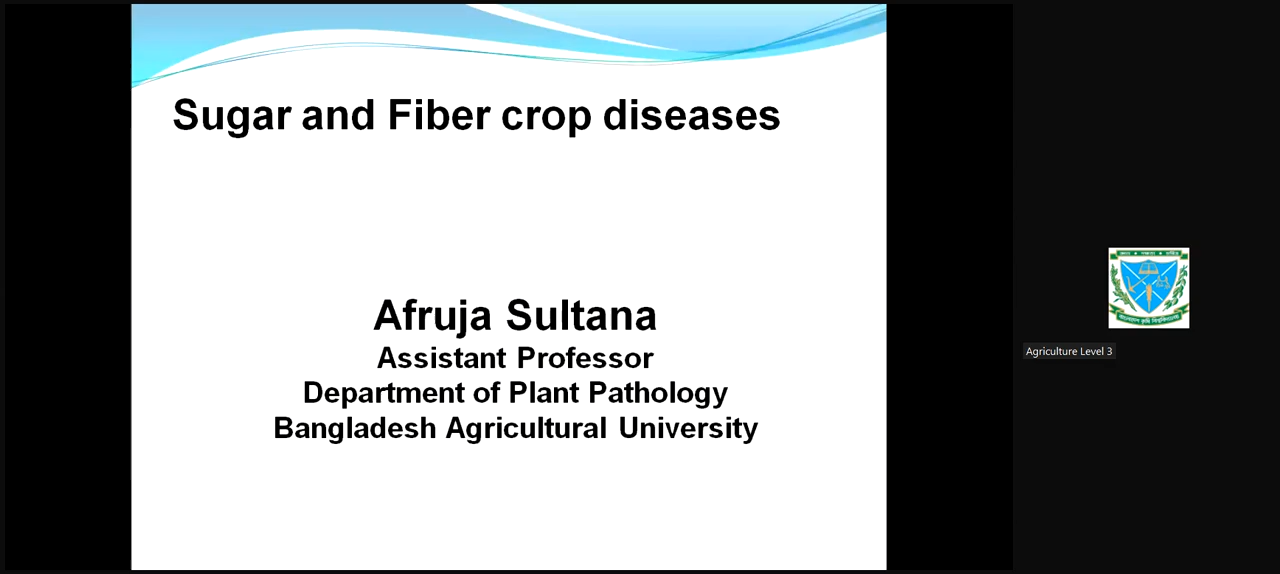 Sugar and Fiber crop diseases
Afruja Sultana
Assistant Professor
Department of Plant Pathology
Bangladesh Agricultural University
Agriculture Level 3